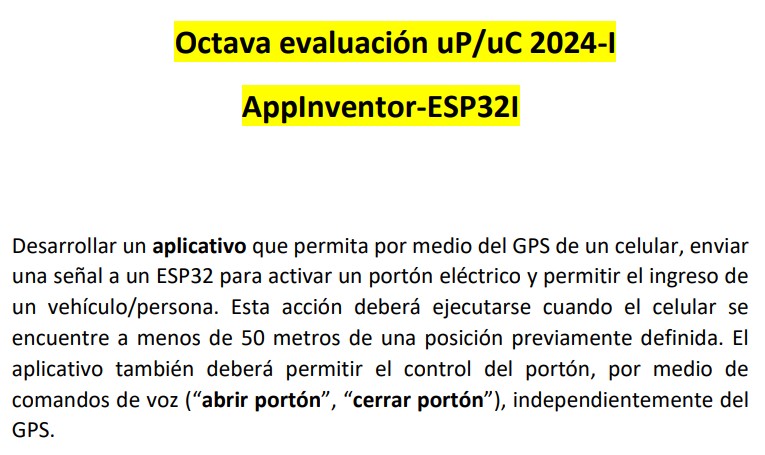 Octava evaluación uP/uC 2024-I
AppInventor-ESP32I
Desarrollar un aplicativo que permita por medio del GPS de un celular, enviar
una señal a un ESP32 para activar un portón eléctrico y permitir el ingreso de
un vehículo/persona. Esta acción deberá ejecutarse cuando el celular se
encuentre a menos de 50 metros de una posición previamente definida. El
aplicativo también deberá permitir el control del portón, por medio de
comandos de voz (“abrir portón”, “cerrar portón”), independientemente del
GPS.